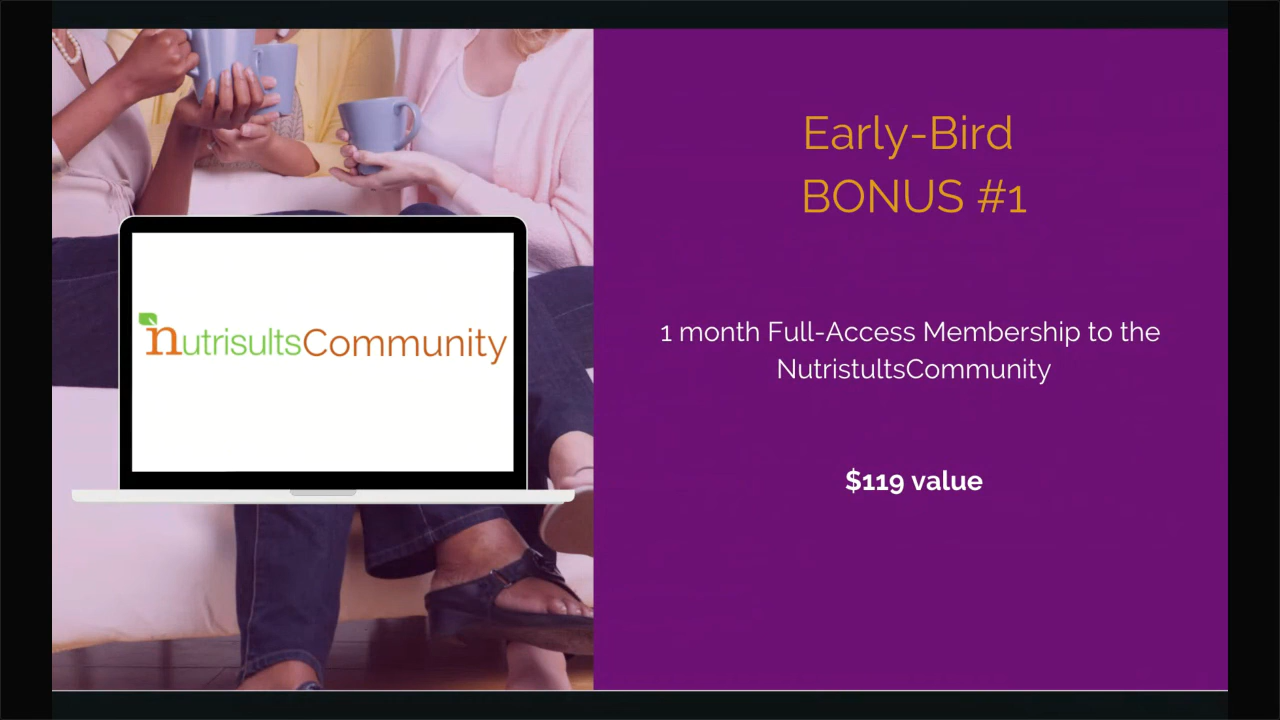 nutrisultsCommunity
Early-Bird
BONUS #1
1 month Full-Access Membership to the
NutristultsCommunity
$119 value